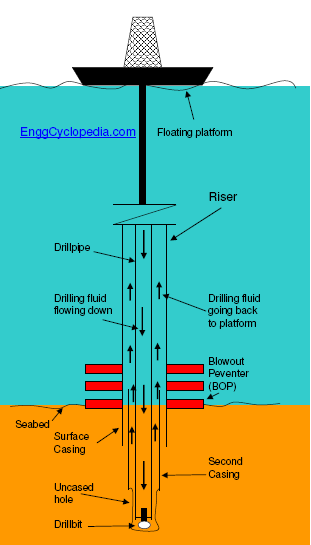 EnggCyclopedia.com
Floating platform
Riser
Drillpipe
Drilling fluid
flowing down
Drilling fluid
going back
to platform
Blowout
Peventer
(BOP)
Seabed
Surface
Casing
Second
Casing
Uncased
hole
Drillbit